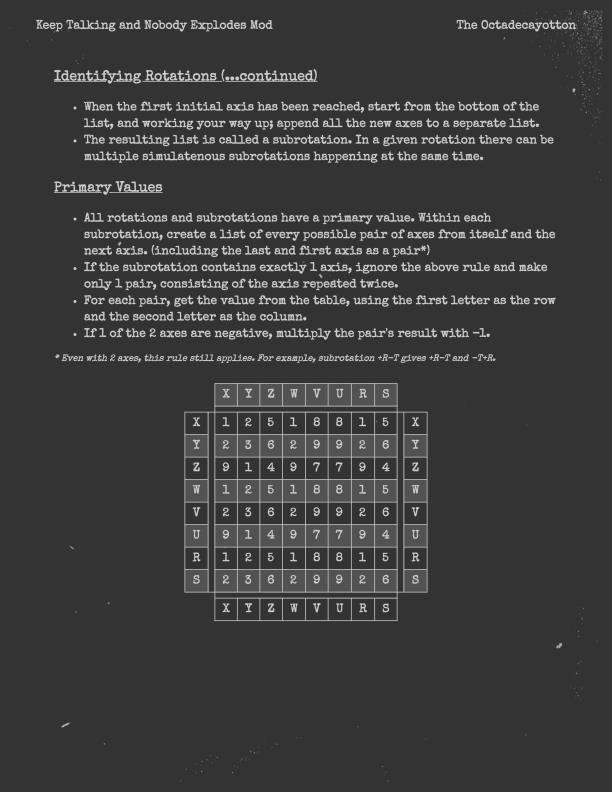 Keep Talking and Nobody Explodes Mod The Octadecayotton
Identifying Rotations (...continued)
• When the first initial axis has been reached, start from the bottom of the
list, and working your way up; append all the new axes to a separate list.
• The resulting list is called a subrotation. In a given rotation there can be
multiple simulatenous subrotations happening at the same time.
Primary Values
• All rotations and subrotations have a primary value. Within each
subrotation, create a list of every possible pair of axes from itself and the
next axis. (including the last and first axis as a pair*)
• If the subrotation contains exactly 1 axis, ignore the above rule and make
only 1 pair, consisting of the axis repeated twice.
• For each pair, get the value from the table, using the first letter as the row
and the second letter as the column.
• If 1 of the 2 axes are negative, multiply the pair's result with -1.
* Even with 2 axes, this rule still applies. For example, subrotation +R-T gives +R-T and -T+R.
X Y Z W V U R S
X 1 2 5 1 8 8 1 5 X
Y 2 3 6 2 9 9 2 6 Y
Z 9 1 4 9 7 7 9 4 Z
W 1 2 5 1 8 8 1 5 W
V 2 3 6 2 9 9 2 6 V
U 9 1 4 9 7 7 9 4 U
R 1 2 5 1 8 8 1 5 R
S 2 3 6 2 9 9 2 6 S
X Y Z W V U R S